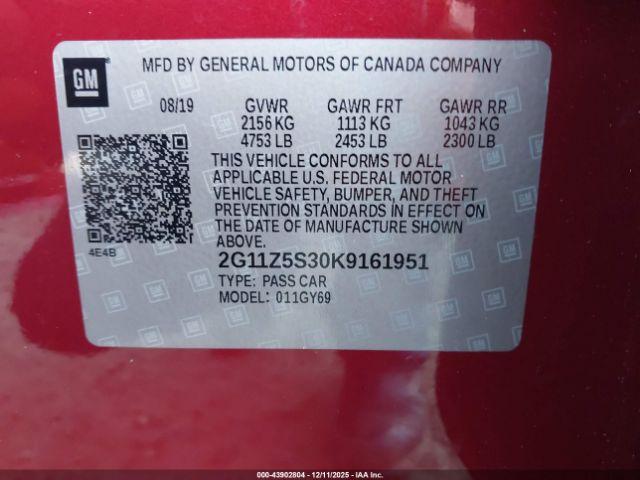 GM
MFD BY GENERAL MOTORS OF CANADA COMPANY
08/19 GVWR GAWR FRT GAWR RR
2156 KG 1113 KG 1043 KG
4753 LB 2453 LB 2300 LB
THIS VEHICLE CONFORMS TO ALL
APPLICABLE U.S. FEDERAL MOTOR
VEHICLE SAFETY, BUMPER, AND THEFT
PREVENTION STANDARDS IN EFFECT ON
THE DATE OF MANUFACTURE SHOWN
ABOVE.
4E4B
2G11Z5S30K9161951
TYPE: PASS CAR
MODEL: 011GY69
000-43902804 - 12/11/2025 - IAA Inc.